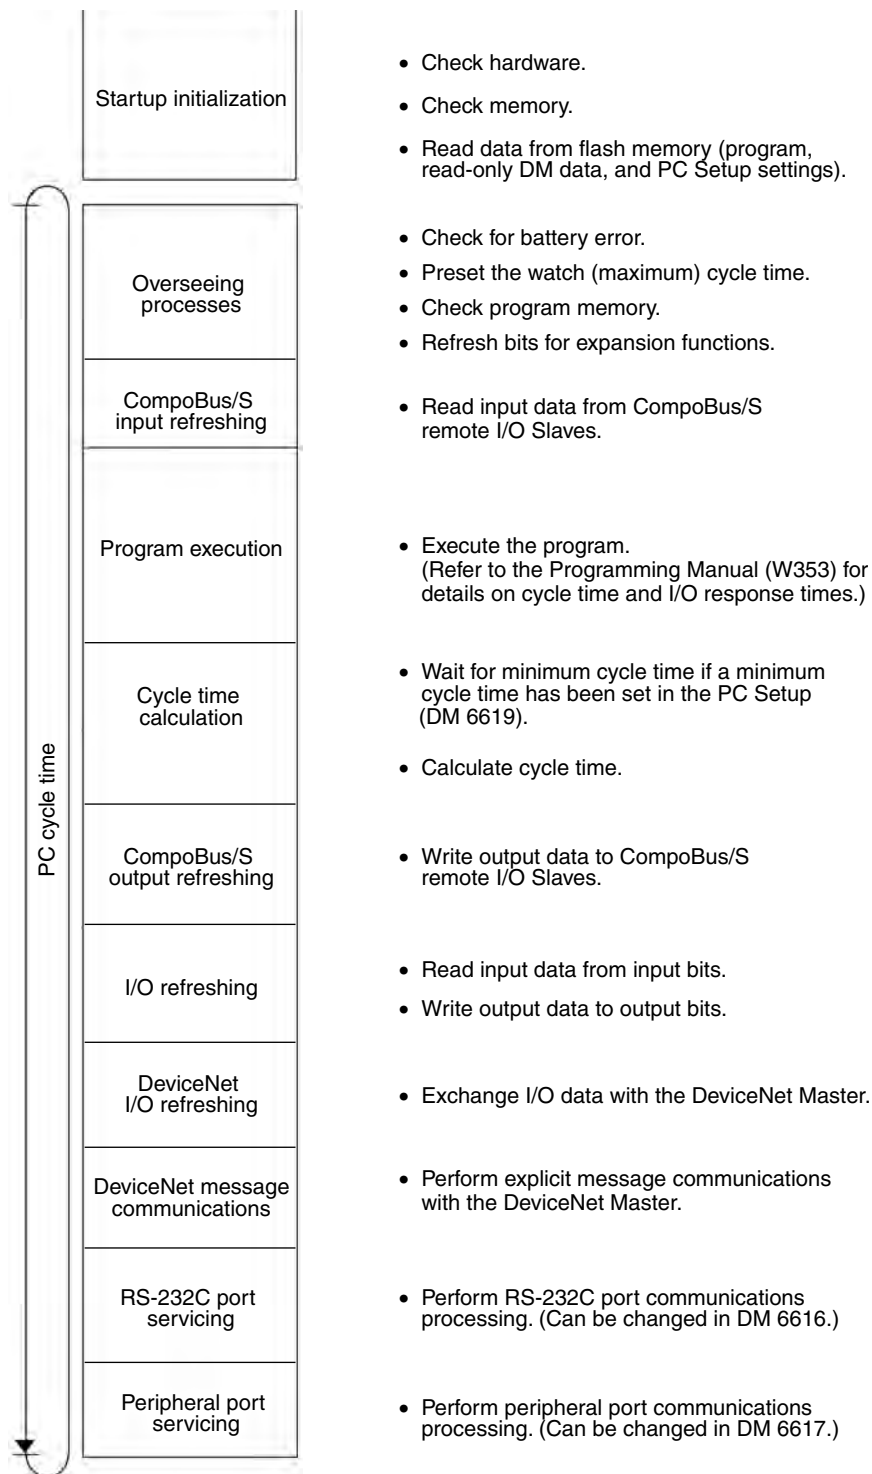 Startup initialization
• Check hardware.
• Check memory.
• Read data from flash memory (program,
read-only DM data, and PC Setup settings).
PC cycle time
Overseeing
processes
• Check for battery error.
• Preset the watch (maximum) cycle time.
• Check program memory.
• Refresh bits for expansion functions.
CompoBus/S
input refreshing
• Read input data from CompoBus/S
remote I/O Slaves.
Program execution
• Execute the program.
(Refer to the Programming Manual (W353) for
details on cycle time and I/O response times.)
Cycle time
calculation
• Wait for minimum cycle time if a minimum
cycle time has been set in the PC Setup
(DM 6619).
• Calculate cycle time.
CompoBus/S
output refreshing
• Write output data to CompoBus/S
remote I/O Slaves.
I/O refreshing
• Read input data from input bits.
• Write output data to output bits.
DeviceNet
I/O refreshing
• Exchange I/O data with the DeviceNet Master.
DeviceNet message
communications
• Perform explicit message communications
with the DeviceNet Master.
RS-232C port
servicing
• Perform RS-232C port communications
processing. (Can be changed in DM 6616.)
Peripheral port
servicing
• Perform peripheral port communications
processing. (Can be changed in DM 6617.)